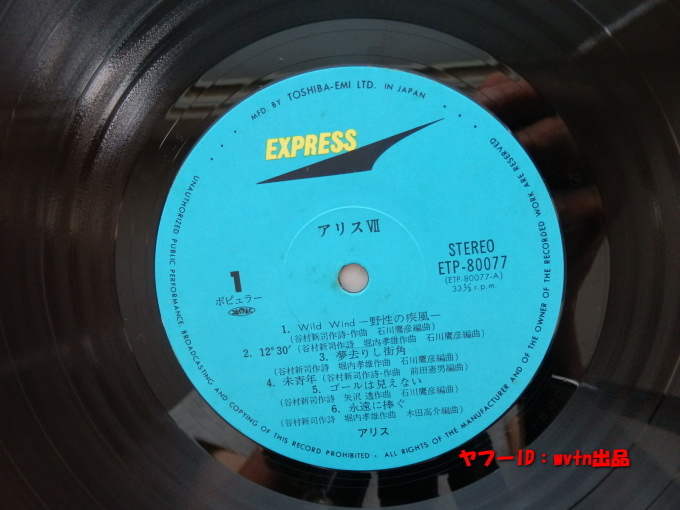 MFD. BY TOSHIBA-EMI LTD. IN JAPAN
EXPRESS
アリスⅦ
STEREO
ETP-80077
(ETP-80077-A)
33⅓ r.p.m.
1
ポピュラー
1. Wild Wind ー野性の疾風ー
(谷村新司作詩・作曲 石川鷹彦編曲)
2. 12°30′(谷村新司作詩 堀内孝雄作曲 石川鷹彦編曲)
3. 夢去りし街角
(谷村新司作詩 堀内孝雄作曲 石川鷹彦編曲)
4. 未青年(谷村新司作詩・作曲 前田憲男編曲)
5. ゴールは見えない
(谷村新司作詩 矢沢透作曲 石川鷹彦編曲)
6. 永遠に捧ぐ
(谷村新司作詩 堀内孝雄作曲 木田高介編曲)
アリス
UNAUTHORIZED PUBLIC PERFORMANCE BROADCASTING AND COPYING OF THIS RECORD PROHIBITED • ALL RIGHTS OF THE MANUFACTURER AND OF THE OWNER OF THE RECORDED WORK ARE RESERVED
ヤフーID：mvtn出品